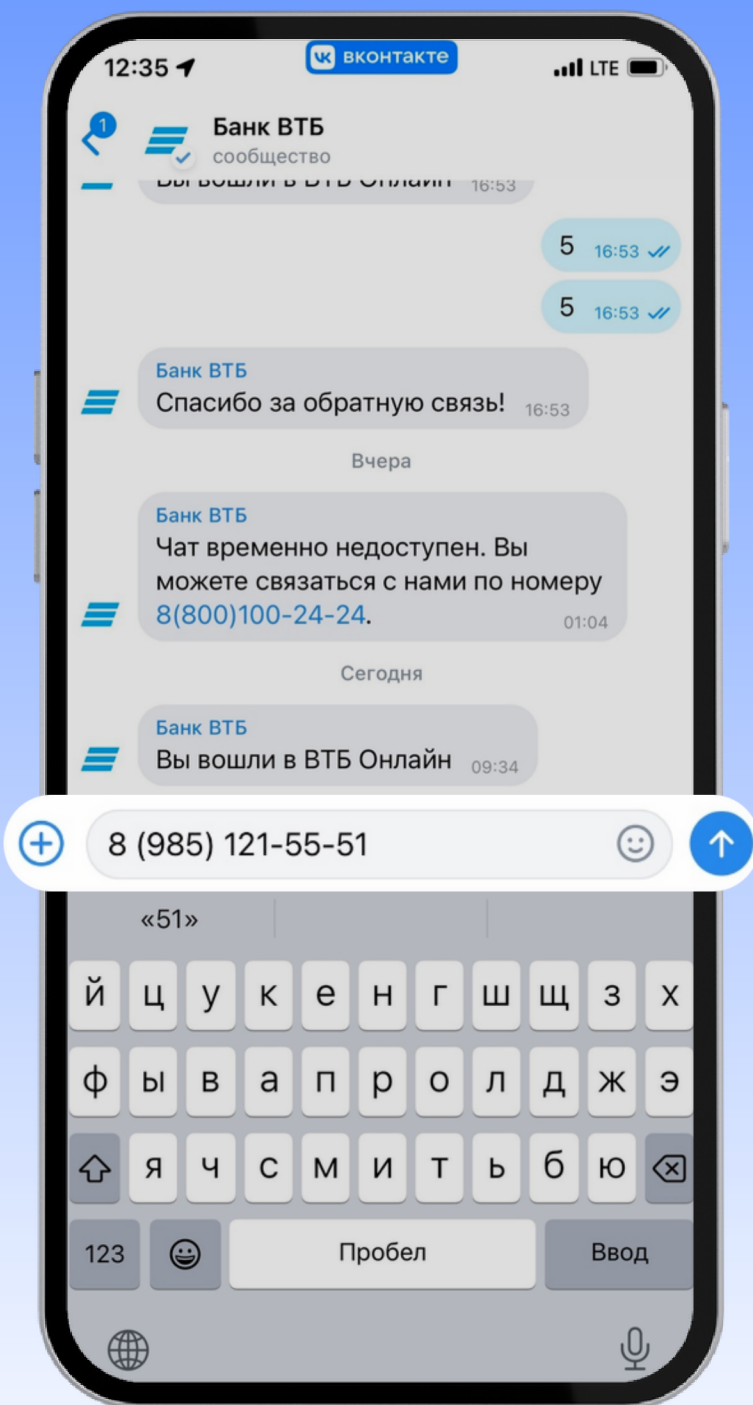 12:35
вконтакте
LTE
1
Банк ВТБ
сообщество
Вы вошли в ВТБ Онлайн 16:53
5 16:53
5 16:53
Банк ВТБ
Спасибо за обратную связь! 16:53
Вчера
Банк ВТБ
Чат временно недоступен. Вы
можете связаться с нами по номеру
8(800)100-24-24. 01:04
Сегодня
Банк ВТБ
Вы вошли в ВТБ Онлайн 09:34
8 (985) 121-55-51
«51»
й ц у к е н г ш щ з х
ф ы в а п р о л д ж э
я ч с м и т ь б ю
123 Пробел Ввод